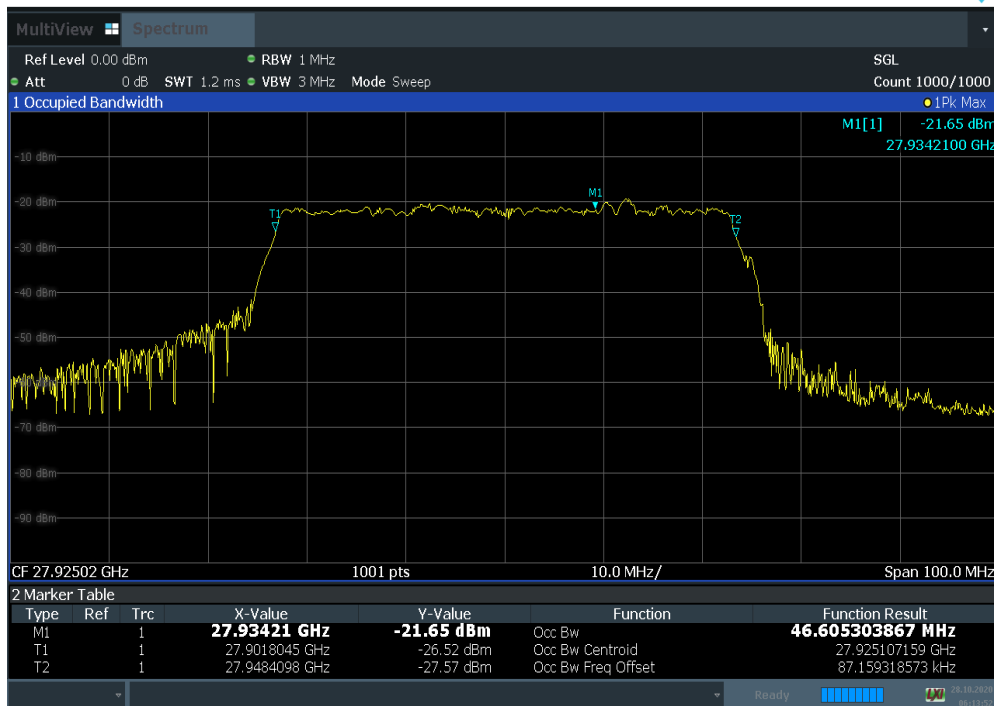 MultiView Spectrum
Ref Level 0.00 dBm RBW 1 MHz SGL
Att 0 dB SWT 1.2 ms VBW 3 MHz Mode Sweep Count 1000/1000
1 Occupied Bandwidth 1Pk Max
M1[1] -21.65 dBm
27.9342100 GHz
-10 dBm
M1
-20 dBm
T1
T2
-30 dBm
-40 dBm
-50 dBm
-70 dBm
-80 dBm
-90 dBm
CF 27.92502 GHz 1001 pts 10.0 MHz/ Span 100.0 MHz
2 Marker Table
Type Ref Trc X-Value Y-Value Function Function Result
M1 1 27.93421 GHz -21.65 dBm Occ Bw 46.605303867 MHz
T1 1 27.9018045 GHz -26.52 dBm Occ Bw Centroid 27.925107159 GHz
T2 1 27.9484098 GHz -27.57 dBm Occ Bw Freq Offset 87.159318573 kHz
Ready LXI 28.10.2020
06:13:52